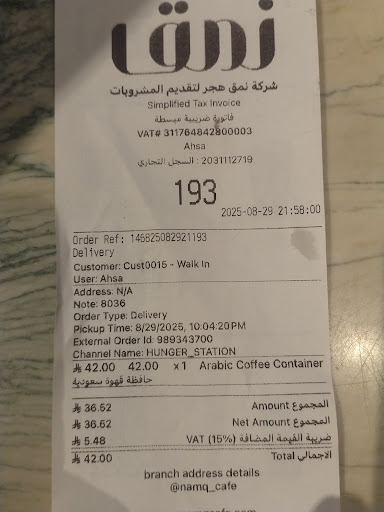 نمق
شركة نمق هجر لتقديم المشروبات
Simplified Tax Invoice
فاتورة ضريبية مبسطة
VAT# 311764842800003
Ahsa
السجل التجاري : 2031112719
193
2025-08-29 21:58:00
Order Ref: 146825082921193
Delivery
Customer: Cust0015 - Walk In
User: Ahsa
Address: N/A
Note: 8036
Order Type: Delivery
Pickup Time: 8/29/2025, 10:04:20 PM
External Order Id: 989343700
Channel Name: HUNGER_STATION
⃁ 42.00 42.00 x1 Arabic Coffee Container
حافظة قهوة سعودية
⃁ 36.52 Amount المجموع
⃁ 36.52 Net Amount المجموع
⃁ 5.48 VAT (15%) ضريبة القيمة المضافة
⃁ 42.00 Total الاجمالي
branch address details
@namq_cafe